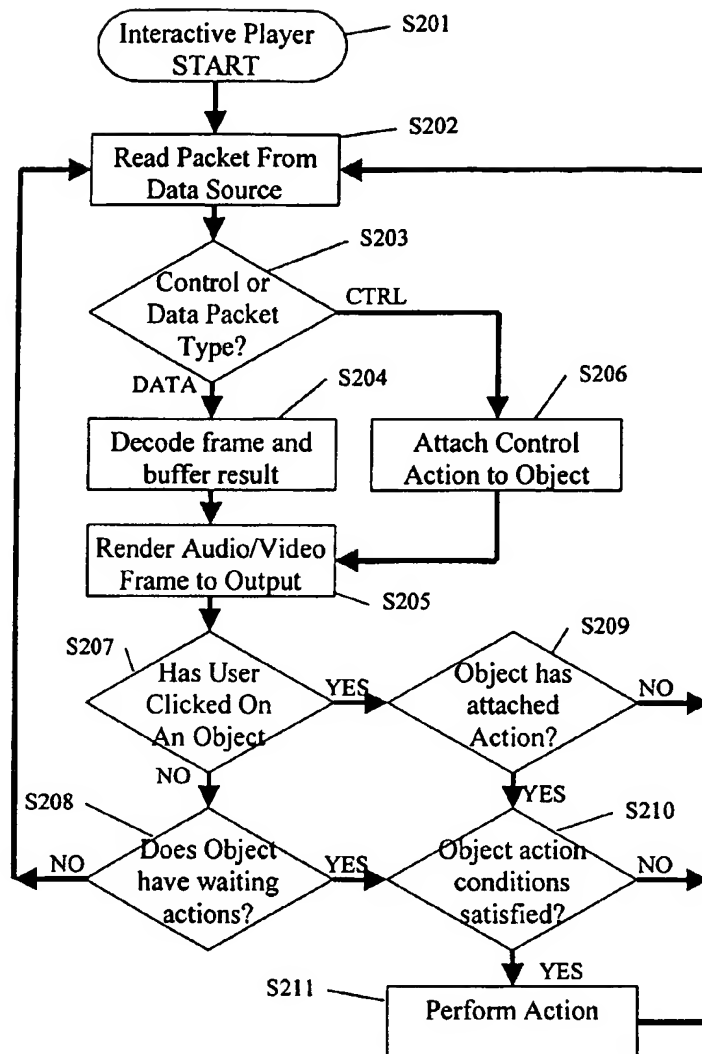 Interactive Player
START
S201
S202
Read Packet From
Data Source
S203
Control or
Data Packet
Type?
CTRL
DATA
S204
S206
Decode frame and
buffer result
Attach Control
Action to Object
Render Audio/Video
Frame to Output
S205
S207
S209
Has User
Clicked On
An Object
YES
Object has
attached
Action?
NO
NO
YES
S208
S210
NO
Does Object
have waiting
actions?
YES
Object action
conditions
satisfied?
NO
YES
S211
Perform Action